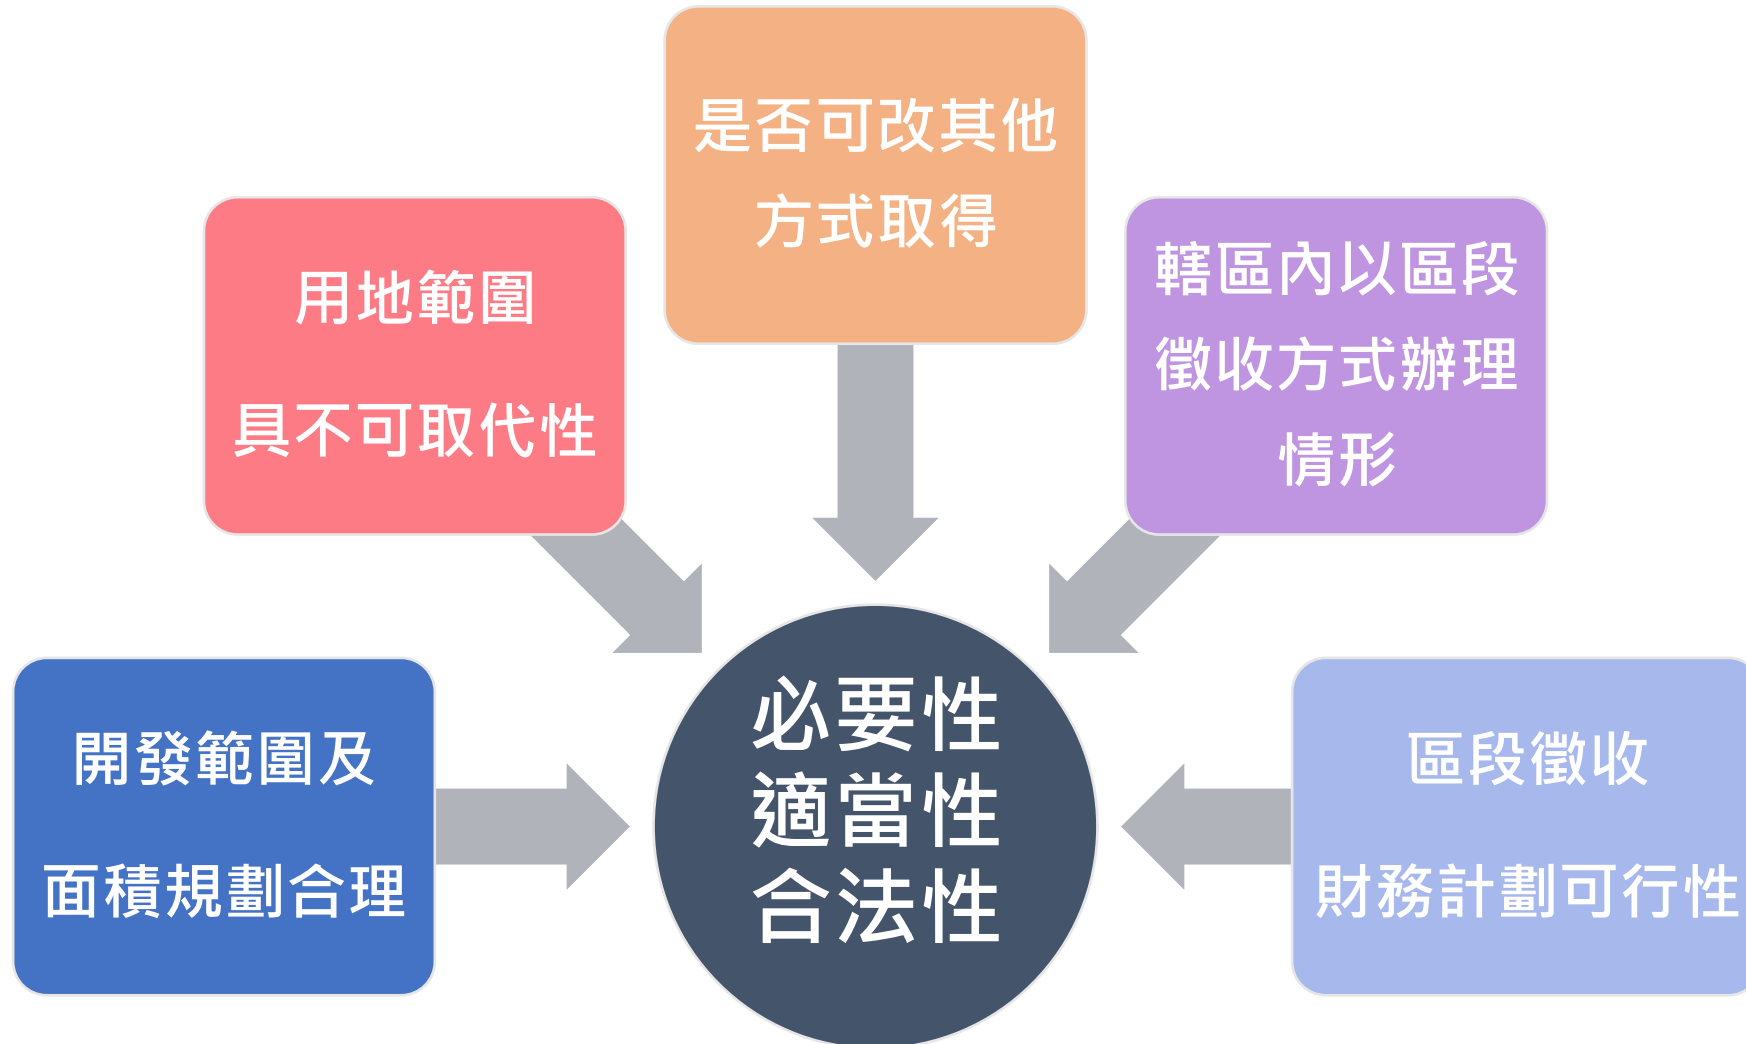 是否可改其他
方式取得
用地範圍
具不可取代性
轄區內以區段
徵收方式辦理
情形
開發範圍及
面積規劃合理
必要性
適當性
合法性
區段徵收
財務計劃可行性